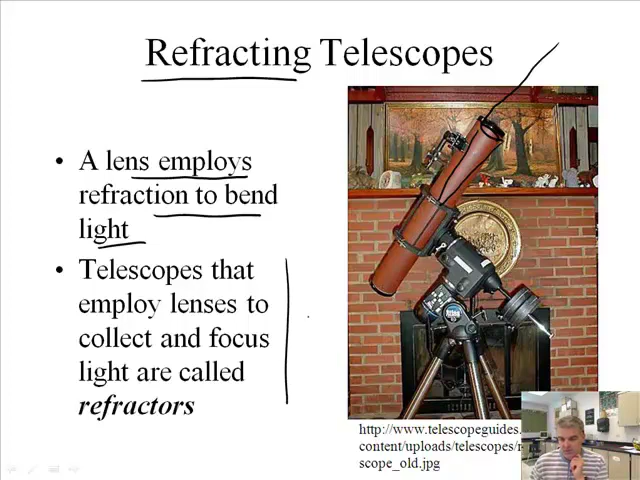 Refracting Telescopes
• A lens employs
refraction to bend
light
• Telescopes that
employ lenses to
collect and focus
light are called
refractors
Atlas
http://www.telescopeguides.
content/uploads/telescopes/r
scope_old.jpg